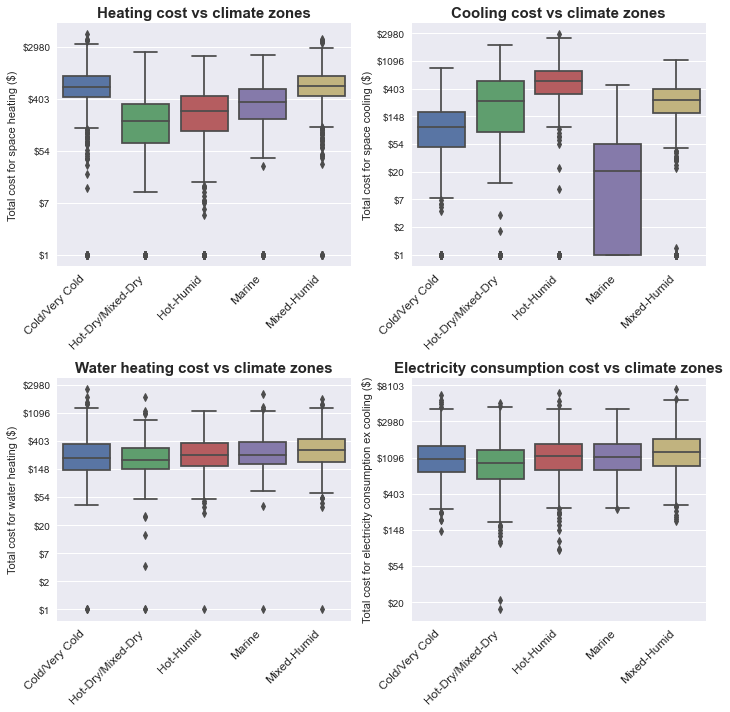 Heating cost vs climate zones
Total cost for space heating ($)
$2980
$403
$54
$7
$1
Cold/Very Cold
Hot-Dry/Mixed-Dry
Hot-Humid
Marine
Mixed-Humid
Cooling cost vs climate zones
Total cost for space cooling ($)
$2980
$1096
$403
$148
$54
$20
$7
$2
$1
Cold/Very Cold
Hot-Dry/Mixed-Dry
Hot-Humid
Marine
Mixed-Humid
Water heating cost vs climate zones
Total cost for water heating ($)
$2980
$1096
$403
$148
$54
$20
$7
$2
$1
Cold/Very Cold
Hot-Dry/Mixed-Dry
Hot-Humid
Marine
Mixed-Humid
Electricity consumption cost vs climate zones
Total cost for electricity consumption ex cooling ($)
$8103
$2980
$1096
$403
$148
$54
$20
Cold/Very Cold
Hot-Dry/Mixed-Dry
Hot-Humid
Marine
Mixed-Humid